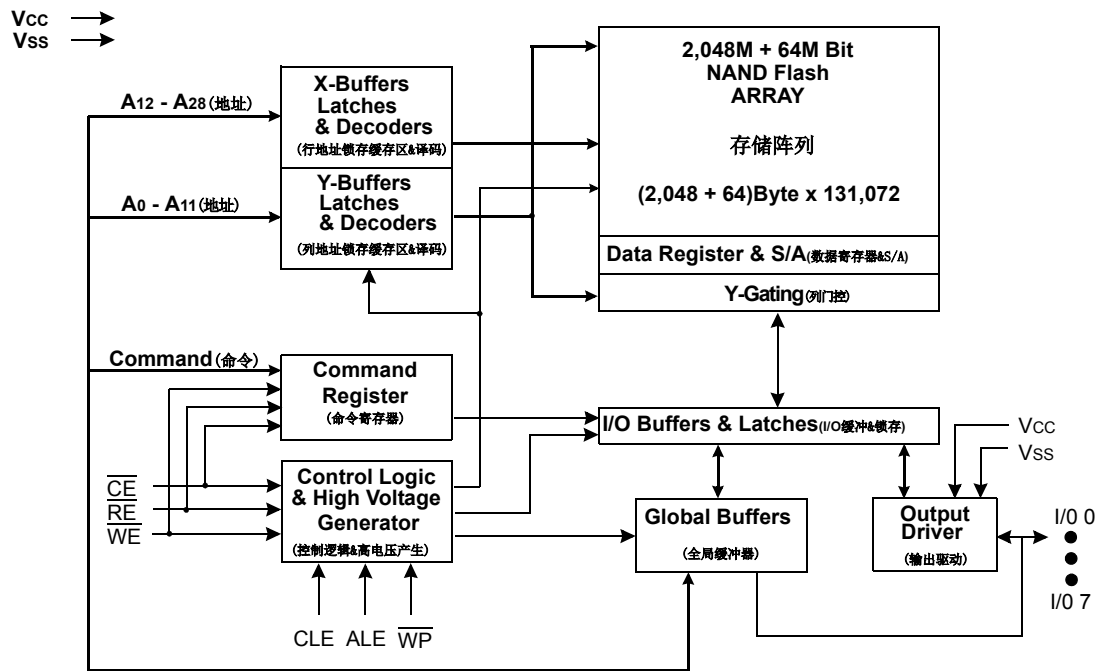 VCC
VSS
A12 - A28(地址)
X-Buffers
Latches
& Decoders
(行地址锁存缓存区&译码)
A0 - A11(地址)
Y-Buffers
Latches
& Decoders
(列地址锁存缓存区&译码)
2,048M + 64M Bit
NAND Flash
ARRAY
存储阵列
(2,048 + 64)Byte x 131,072
Data Register & S/A(数据寄存器&S/A)
Y-Gating(列门控)
Command(命令)
Command
Register
(命令寄存器)
I/O Buffers & Latches(I/O缓冲&锁存)
VCC
VSS
CE
RE
WE
Control Logic
& High Voltage
Generator
(控制逻辑&高电压产生)
Global Buffers
(全局缓冲器)
Output
Driver
(输出驱动)
I/0 0
I/0 7
CLE ALE WP